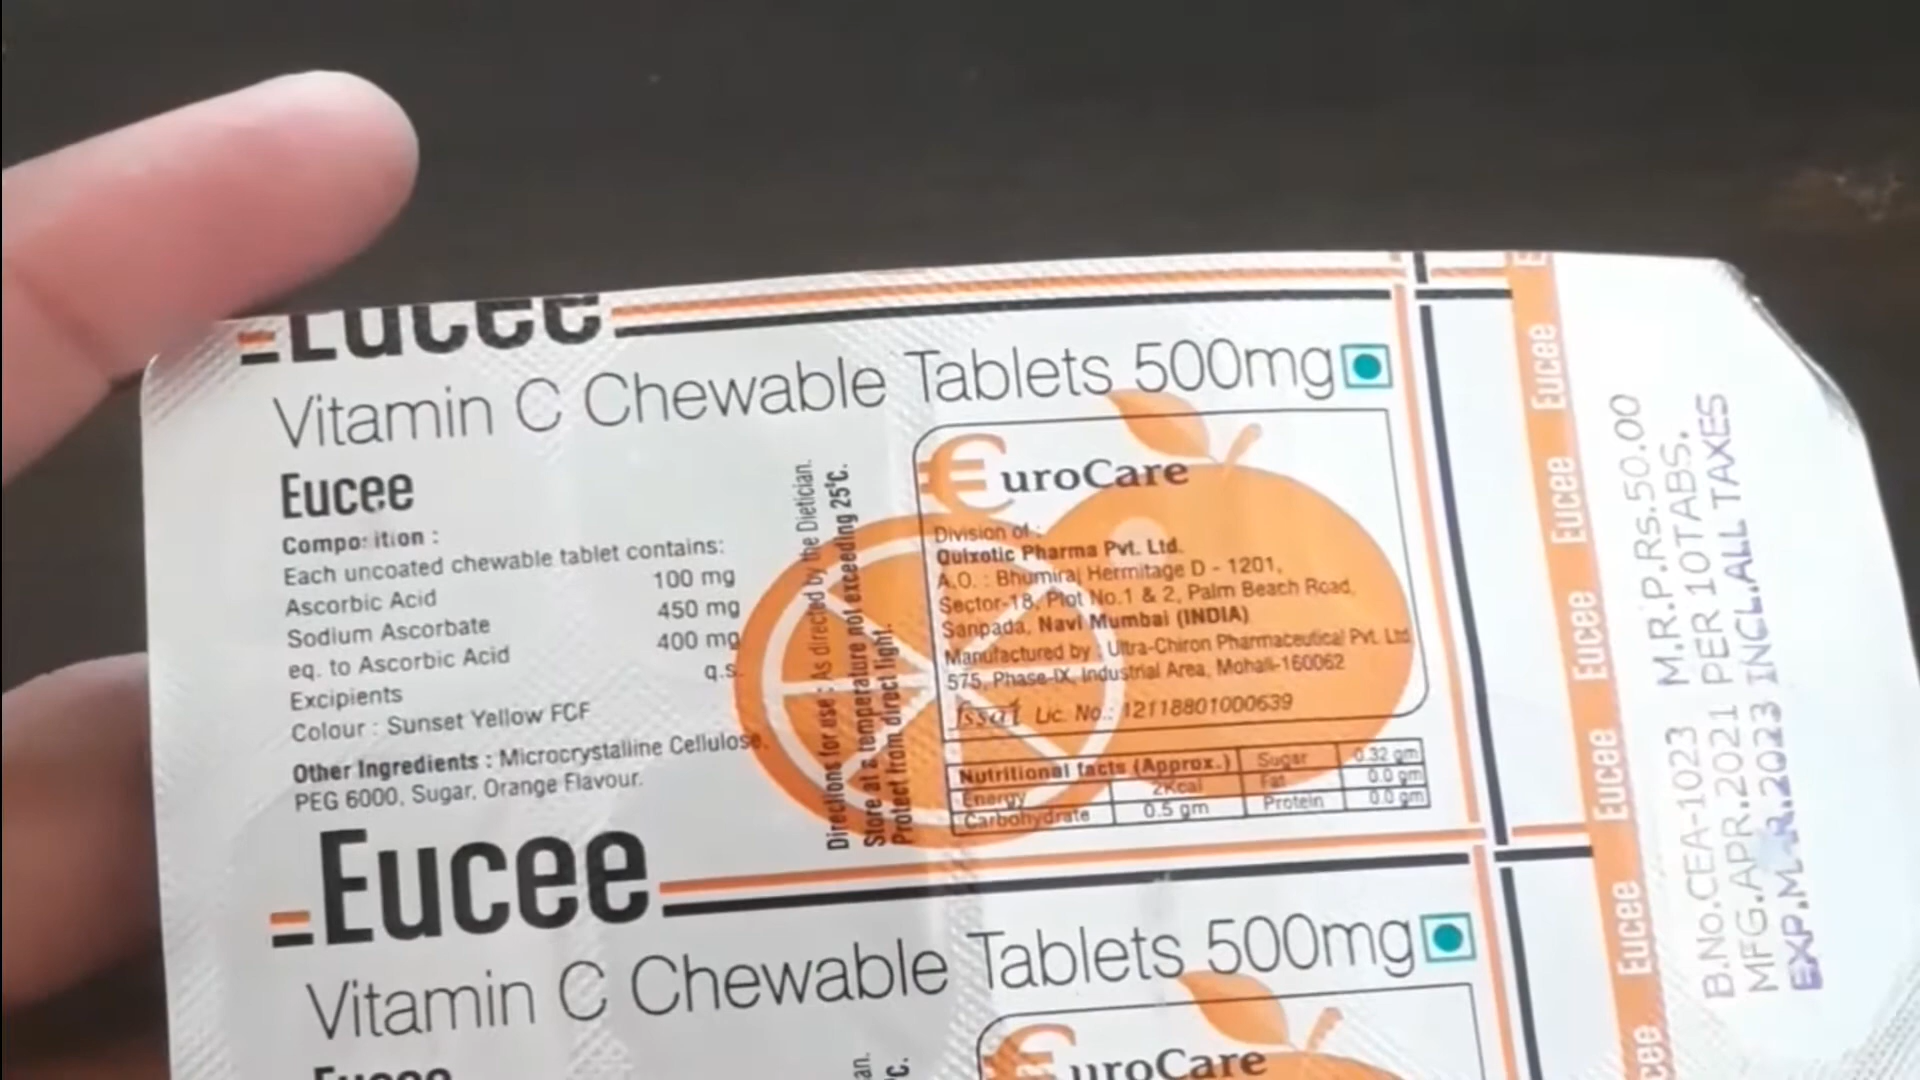 Eucee
Vitamin C Chewable Tablets 500mg
Eucee
Compo ition :
Each uncoated chewable tablet contains:
Ascorbic Acid 100 mg
Sodium Ascorbate 450 mg
eq. to Ascorbic Acid 400 mg
Excipients q.s.
Colour : Sunset Yellow FCF
Other Ingredients : Microcrystalline Cellulose,
PEG 6000, Sugar, Orange Flavour.
Directions for use : As directed by the Dietician.
Store at a temperature not exceeding 25°C.
Protect from direct light.
€uroCare
Division of :
Quixotic Pharma Pvt. Ltd.
A.O. : Bhumiraj Hermitage D - 1201,
Sector-18, Plot No.1 & 2, Palm Beach Road,
Sanpada, Navi Mumbai (INDIA)
Manufactured by : Ultra-Chiron Pharmaceutical Pvt. Ltd.
575, Phase-IX, Industrial Area, Mohali-160062
fssai Lic. No.: 12118801000639
Nutritional facts (Approx.) Sugar 0.32 gm
Energy 2Kcal Fat 0.0 gm
Carbohydrate 0.5 gm Protein 0.0 gm
Eucee
Vitamin C Chewable Tablets 500mg
Eucee
€uroCare
Eucee Eucee Eucee Eucee Eucee
B.No.CEA-1023 M.R.P.Rs.50.00
MFG.APR.2021 PER 10TABS.
EXP.MAR.2023 INCL.ALL TAXES